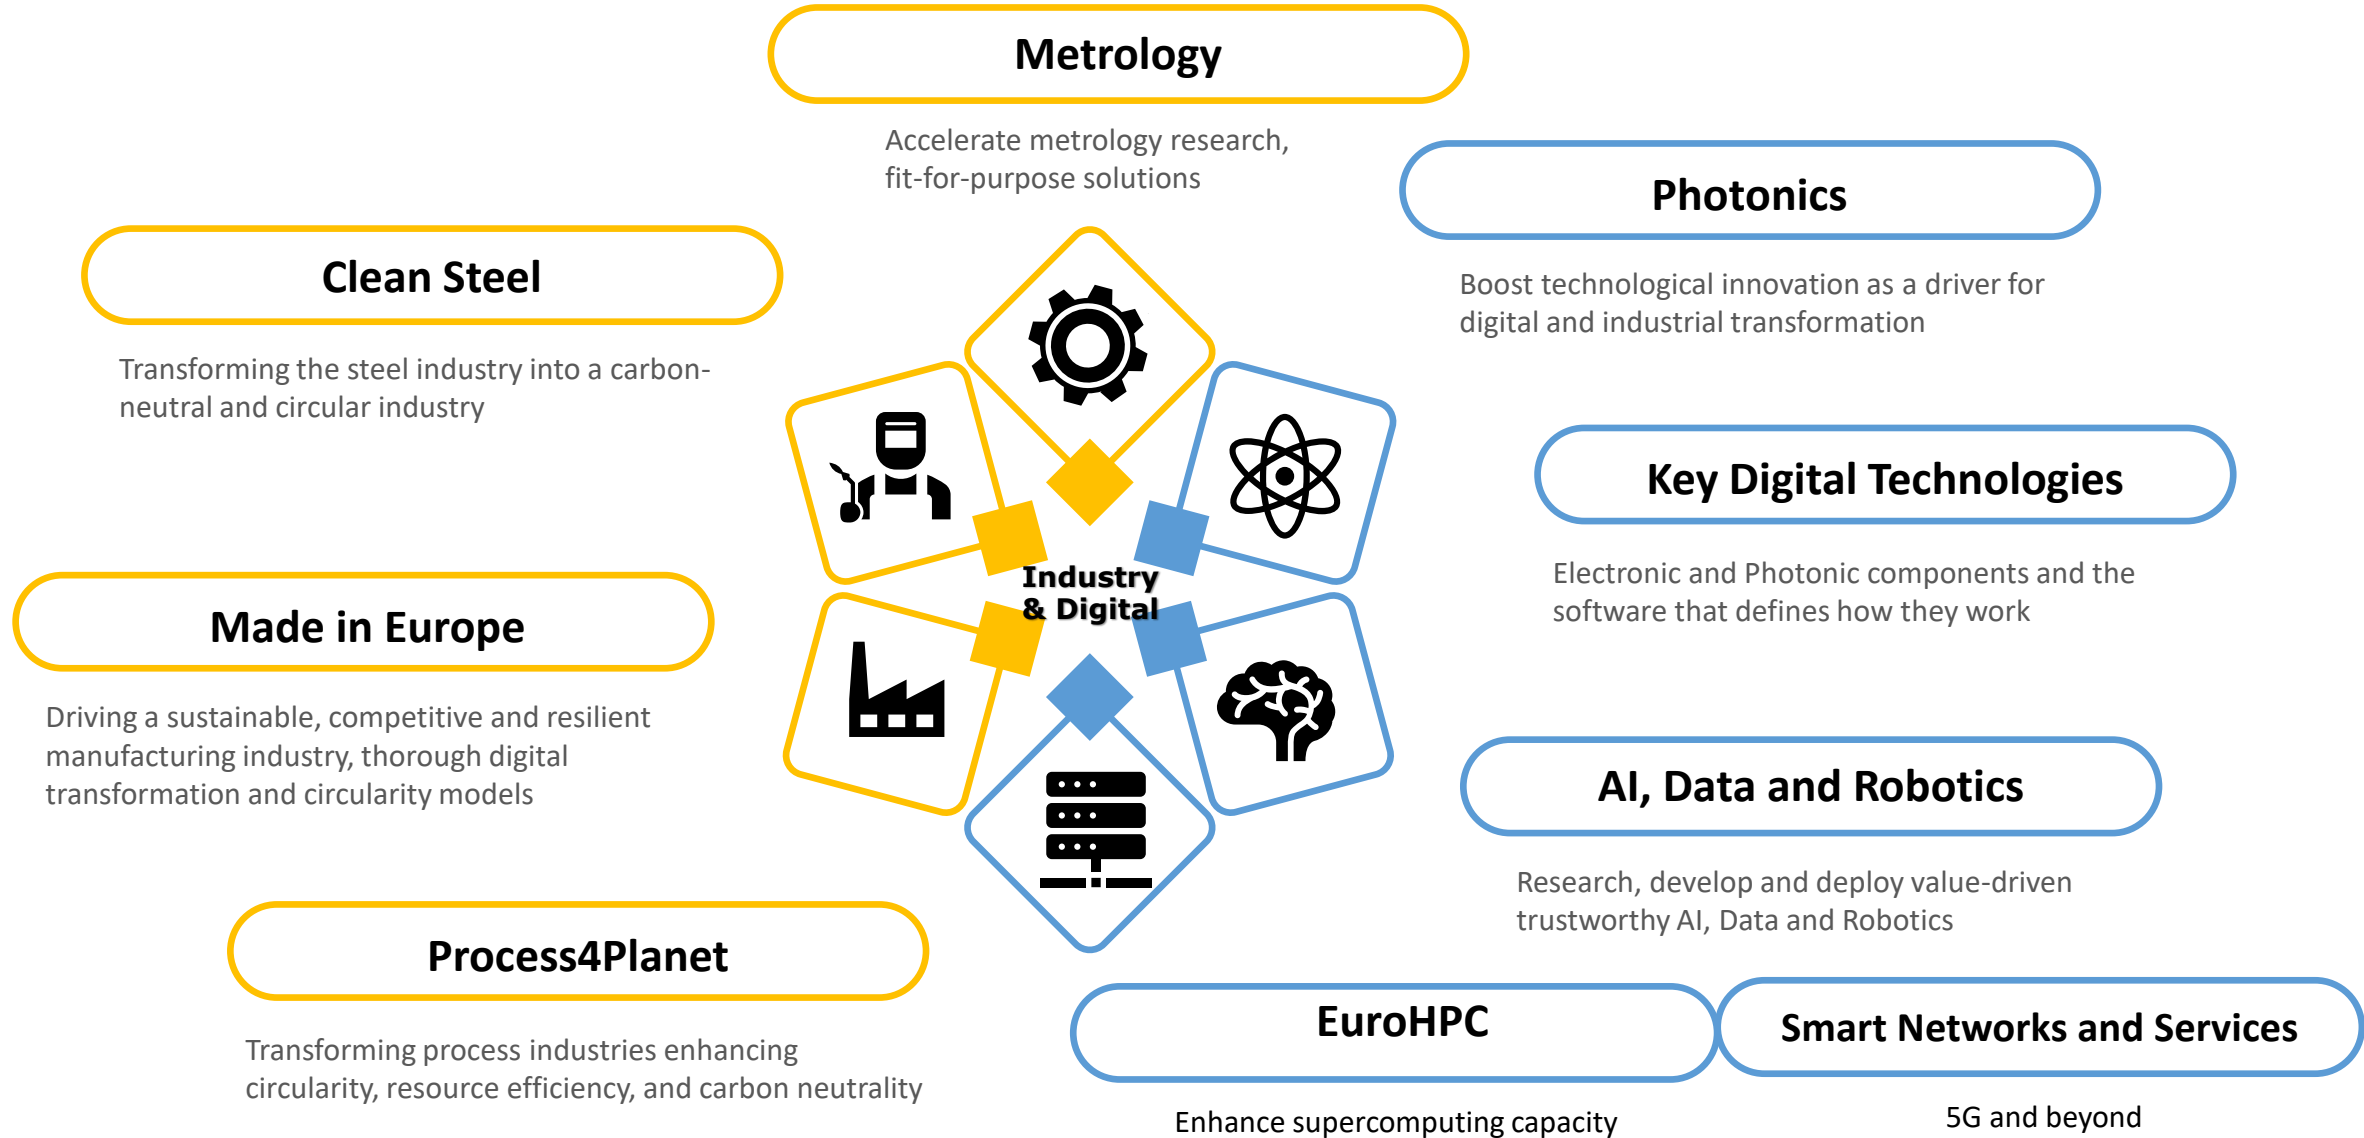 Metrology
Accelerate metrology research,
fit-for-purpose solutions
Photonics
Boost technological innovation as a driver for
digital and industrial transformation
Clean Steel
Transforming the steel industry into a carbon-
neutral and circular industry
Key Digital Technologies
Electronic and Photonic components and the
software that defines how they work
Industry
& Digital
Made in Europe
Driving a sustainable, competitive and resilient
manufacturing industry, thorough digital
transformation and circularity models
AI, Data and Robotics
Research, develop and deploy value-driven
trustworthy AI, Data and Robotics
Process4Planet
Transforming process industries enhancing
circularity, resource efficiency, and carbon neutrality
EuroHPC
Enhance supercomputing capacity
Smart Networks and Services
5G and beyond